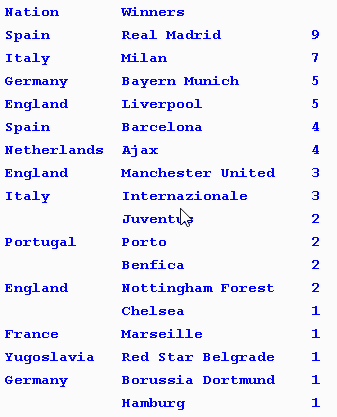 Nation Winners
Spain Real Madrid 9
Italy Milan 7
Germany Bayern Munich 5
England Liverpool 5
Spain Barcelona 4
Netherlands Ajax 4
England Manchester United 3
Italy Internazionale 3
Juventus 2
Portugal Porto 2
Benfica 2
England Nottingham Forest 2
Chelsea 1
France Marseille 1
Yugoslavia Red Star Belgrade 1
Germany Borussia Dortmund 1
Hamburg 1